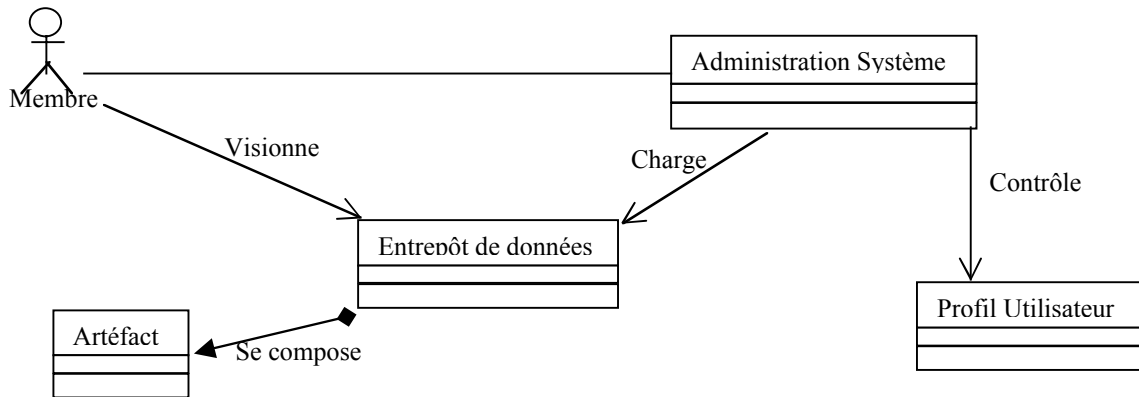 Administration Système
Membre
Visionne
Charge
Contrôle
Entrepôt de données
Profil Utilisateur
Artéfact
Se compose